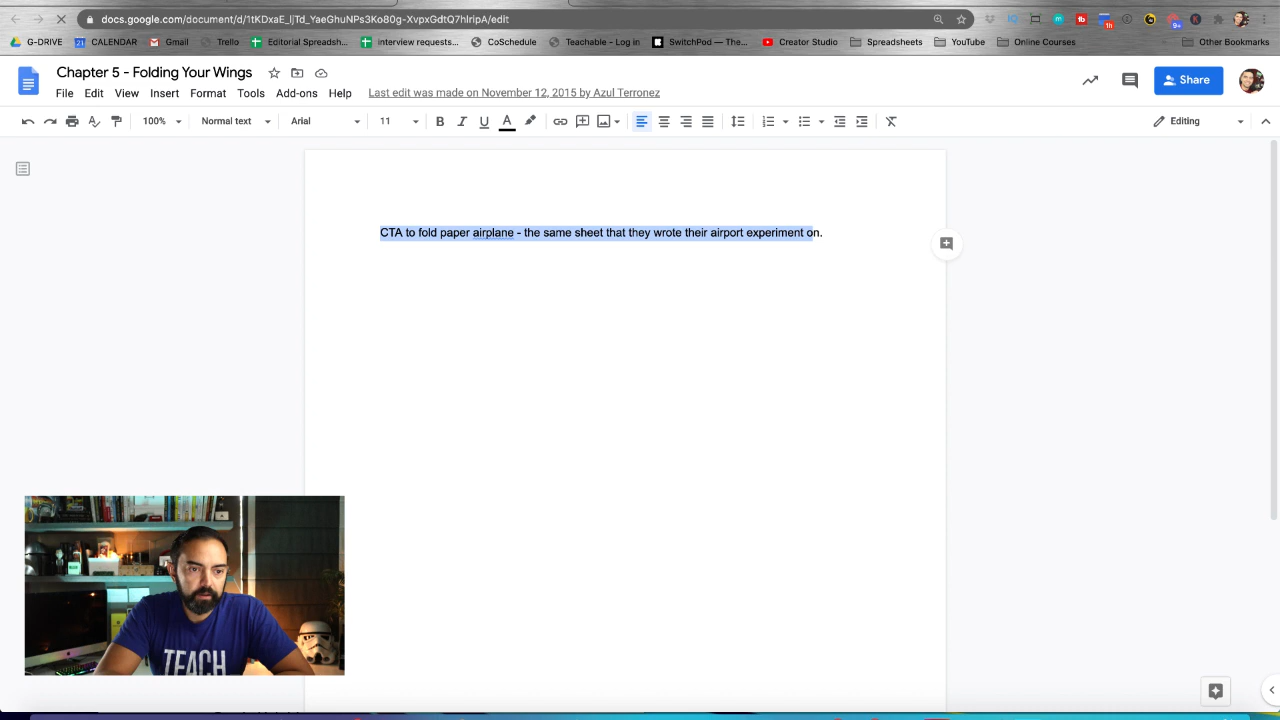 docs.google.com/document/d/1tKDxaE_ljTd_YaeGhuNPs3Ko80g-XvpxGdtQ7hlripA/edit
G-DRIVE CALENDAR Gmail Trello Editorial Spreadsh... interview requests... CoSchedule Teachable - Log in SwitchPod — The... Creator Studio Spreadsheets YouTube Online Courses Other Bookmarks
Chapter 5 - Folding Your Wings
File Edit View Insert Format Tools Add-ons Help Last edit was made on November 12, 2015 by Azul Terronez
Share
100% Normal text Arial 11 B I U A Editing
CTA to fold paper airplane - the same sheet that they wrote their airport experiment on.
TEACH